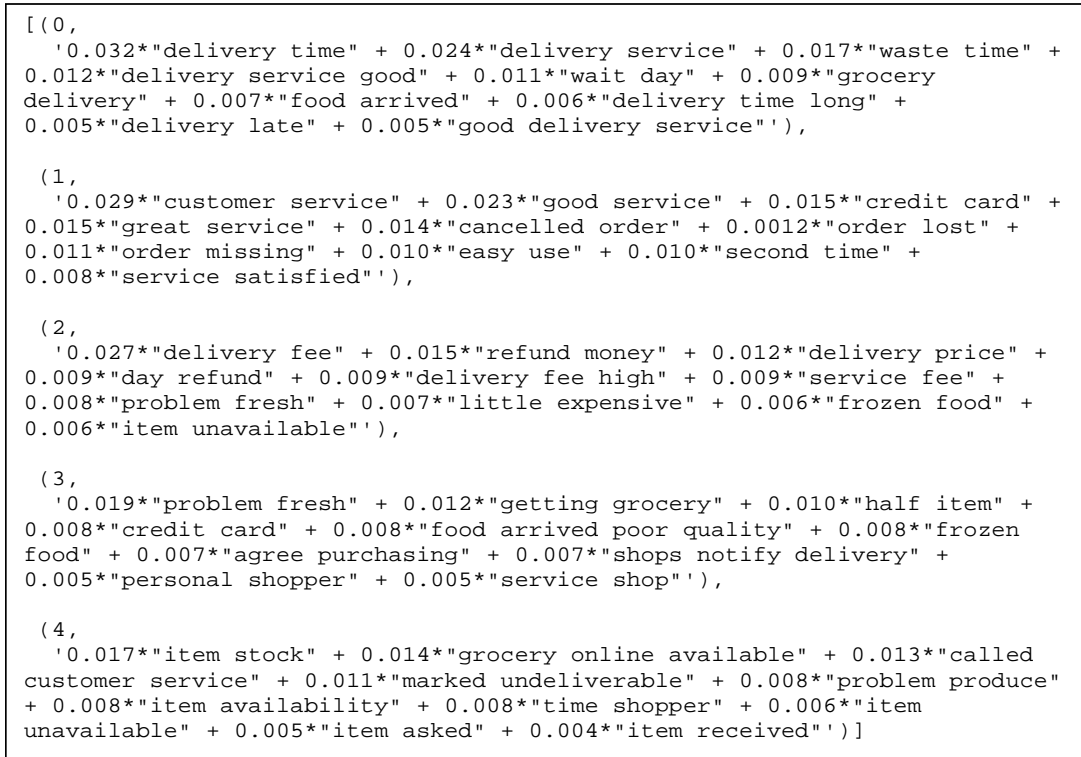 [(0,
'0.032*"delivery time" + 0.024*"delivery service" + 0.017*"waste time" +
0.012*"delivery service good" + 0.011*"wait day" + 0.009*"grocery
delivery" + 0.007*"food arrived" + 0.006*"delivery time long" +
0.005*"delivery late" + 0.005*"good delivery service"'),
(1,
'0.029*"customer service" + 0.023*"good service" + 0.015*"credit card" +
0.015*"great service" + 0.014*"cancelled order" + 0.0012*"order lost" +
0.011*"order missing" + 0.010*"easy use" + 0.010*"second time" +
0.008*"service satisfied"'),
(2,
'0.027*"delivery fee" + 0.015*"refund money" + 0.012*"delivery price" +
0.009*"day refund" + 0.009*"delivery fee high" + 0.009*"service fee" +
0.008*"problem fresh" + 0.007*"little expensive" + 0.006*"frozen food" +
0.006*"item unavailable"'),
(3,
'0.019*"problem fresh" + 0.012*"getting grocery" + 0.010*"half item" +
0.008*"credit card" + 0.008*"food arrived poor quality" + 0.008*"frozen
food" + 0.007*"agree purchasing" + 0.007*"shops notify delivery" +
0.005*"personal shopper" + 0.005*"service shop"'),
(4,
'0.017*"item stock" + 0.014*"grocery online available" + 0.013*"called
customer service" + 0.011*"marked undeliverable" + 0.008*"problem produce"
+ 0.008*"item availability" + 0.008*"time shopper" + 0.006*"item
unavailable" + 0.005*"item asked" + 0.004*"item received"')]